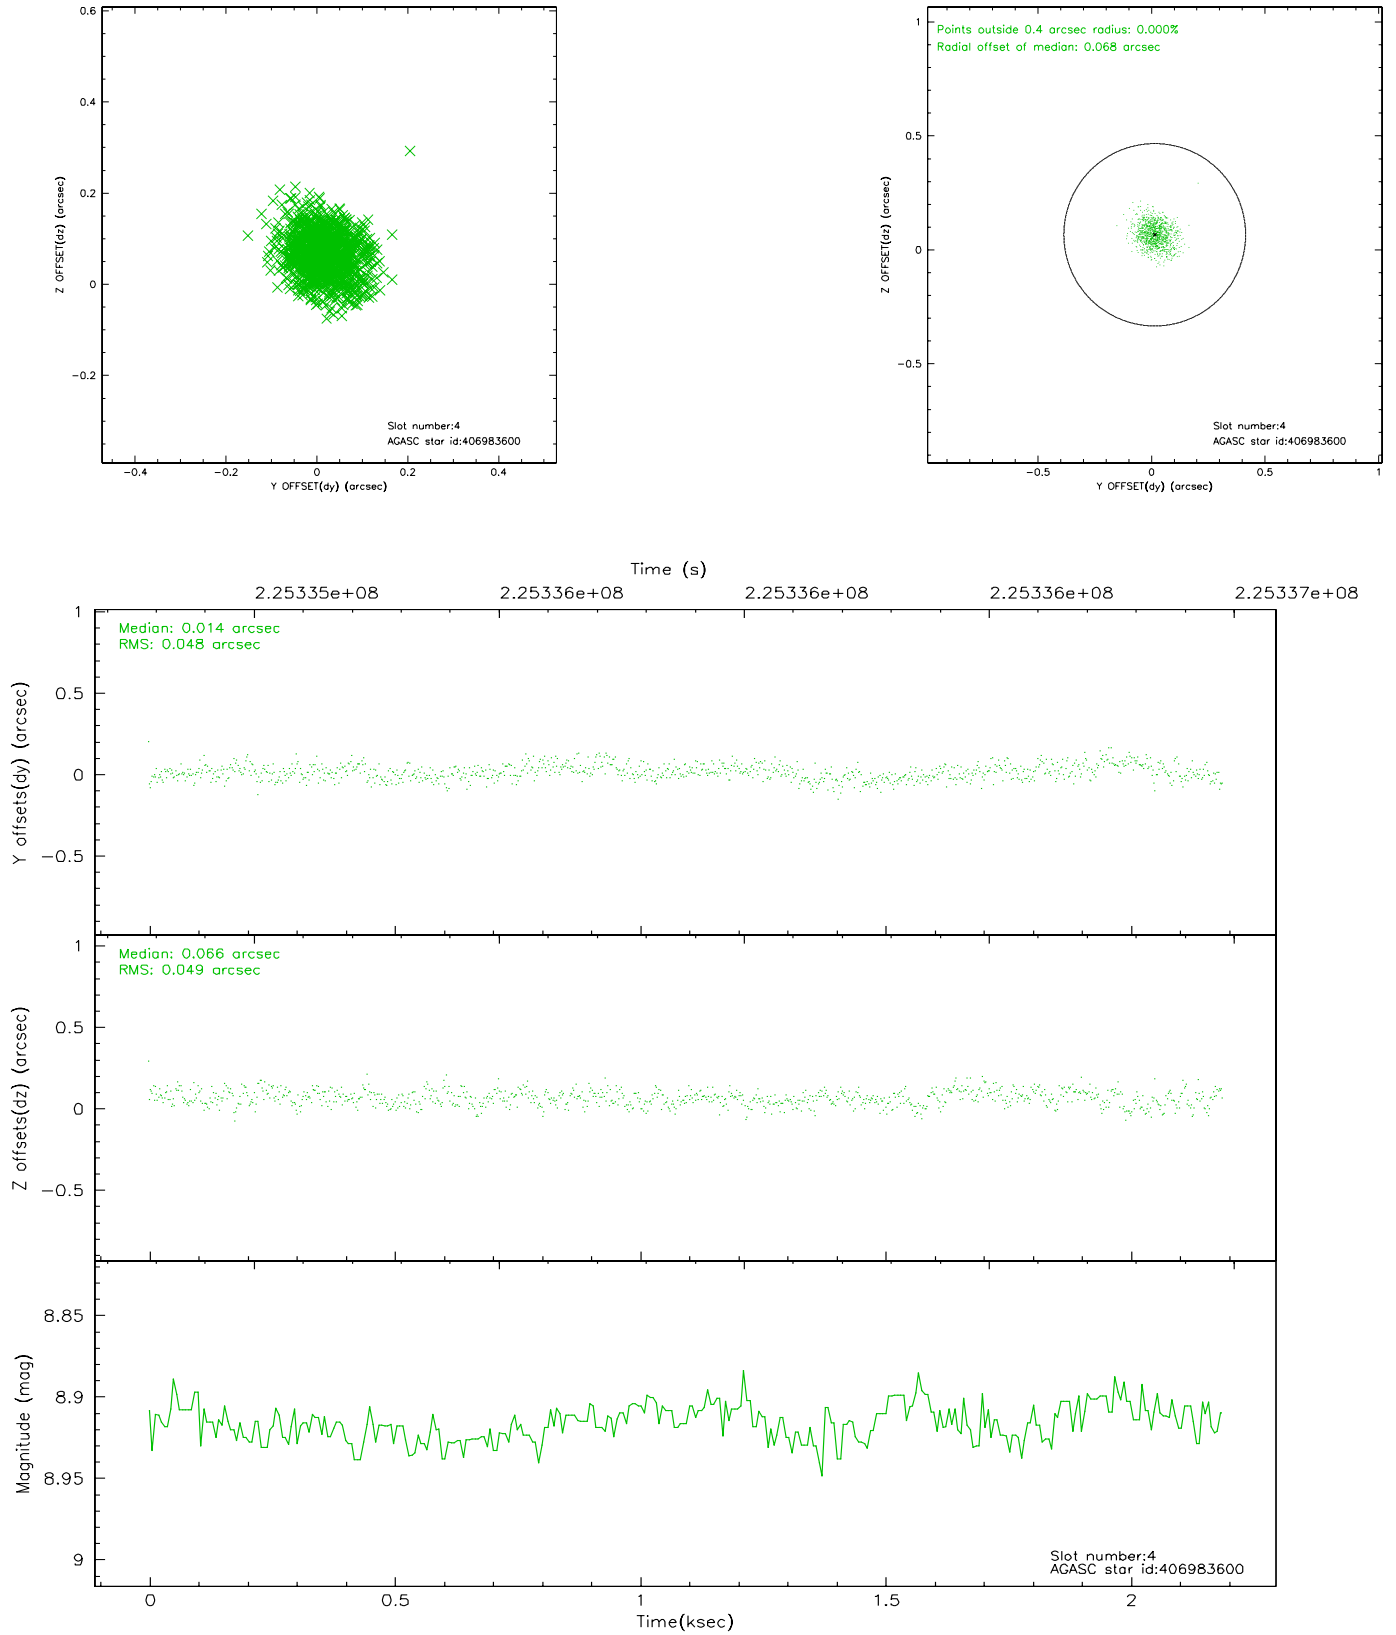 0.6
0.4
0.2
0
−0.2
Z OFFSET(dz) (arcsec)
Slot number:4
AGASC star id:406983600
−0.4
−0.2
0
0.2
0.4
Y OFFSET(dy) (arcsec)
Points outside 0.4 arcsec radius: 0.000%
Radial offset of median: 0.068 arcsec
1
0.5
0
−0.5
Z OFFSET(dz) (arcsec)
Slot number:4
AGASC star id:406983600
−0.5
0
0.5
1
Y OFFSET(dy) (arcsec)
Time (s)
2.25335e+08
2.25336e+08
2.25336e+08
2.25336e+08
2.25337e+08
Median: 0.014 arcsec
RMS: 0.048 arcsec
1
0.5
0
−0.5
Y offsets(dy) (arcsec)
Median: 0.066 arcsec
RMS: 0.049 arcsec
1
0.5
0
−0.5
Z offsets(dz) (arcsec)
8.85
8.9
8.95
9
Magnitude (mag)
Slot number:4
AGASC star id:406983600
0
0.5
1
1.5
2
Time(ksec)